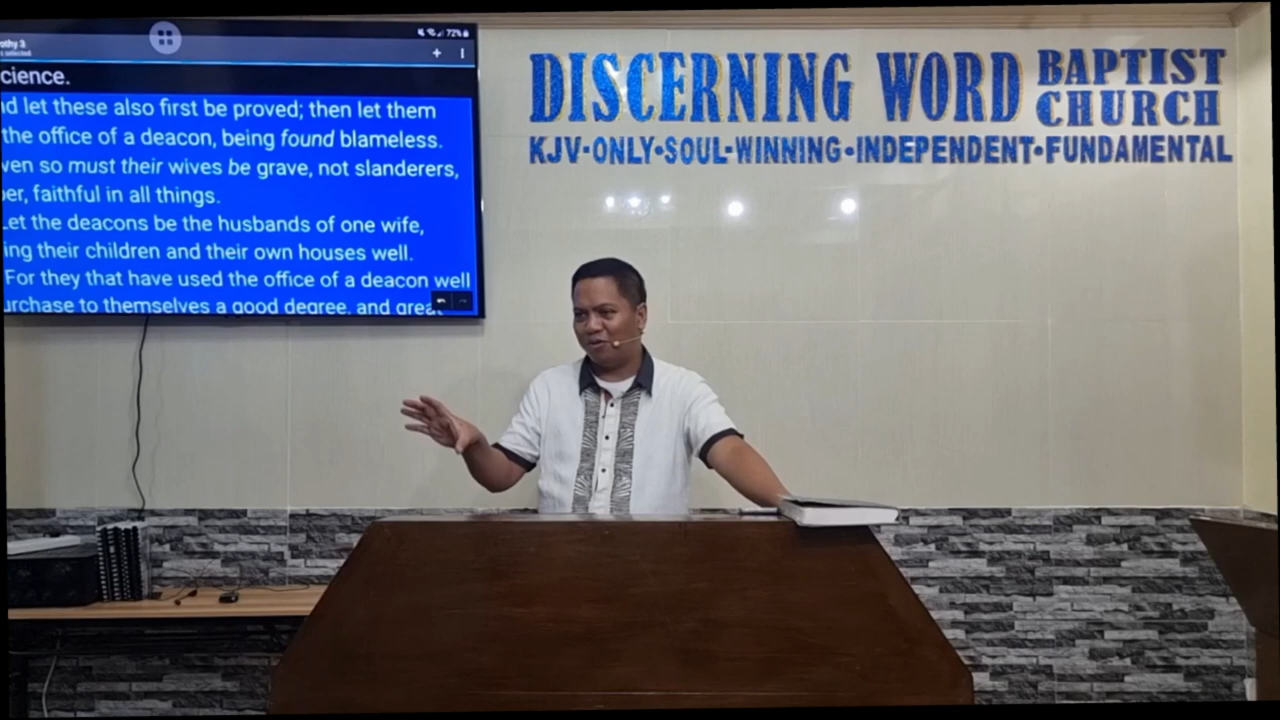 othy 3
selected
72%
cience.
nd let these also first be proved; then let them
the office of a deacon, being found blameless.
ven so must their wives be grave, not slanderers,
ber, faithful in all things.
Let the deacons be the husbands of one wife,
ing their children and their own houses well.
For they that have used the office of a deacon well
urchase to themselves a good degree, and great
DISCERNING WORD BAPTIST CHURCH
KJV-ONLY•SOUL-WINNING•INDEPENDENT•FUNDAMENTAL